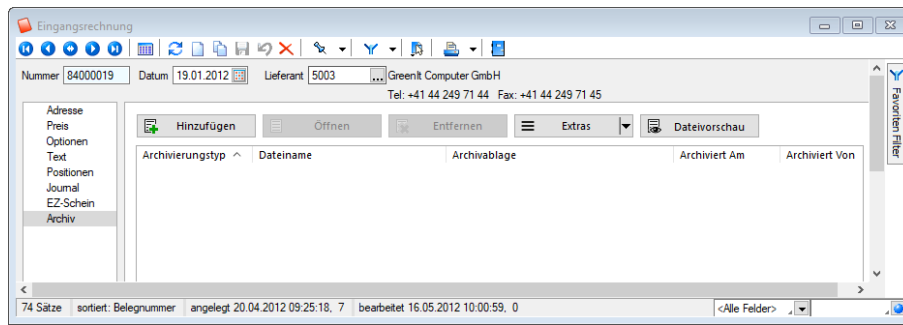 Eingangsrechnung
Nummer 84000019 Datum 19.01.2012 Lieferant 5003 ... GreenIt Computer GmbH
Tel: +41 44 249 71 44 Fax: +41 44 249 71 45
Favoriten Filter
Adresse
Preis
Optionen
Text
Positionen
Journal
EZ-Schein
Archiv
Hinzufügen Öffnen Entfernen Extras Dateivorschau
Archivierungstyp Dateiname Archivablage Archiviert Am Archiviert Von
74 Sätze sortiert: Belegnummer angelegt 20.04.2012 09:25:18, 7 bearbeitet 16.05.2012 10:00:59, 0 <Alle Felder>